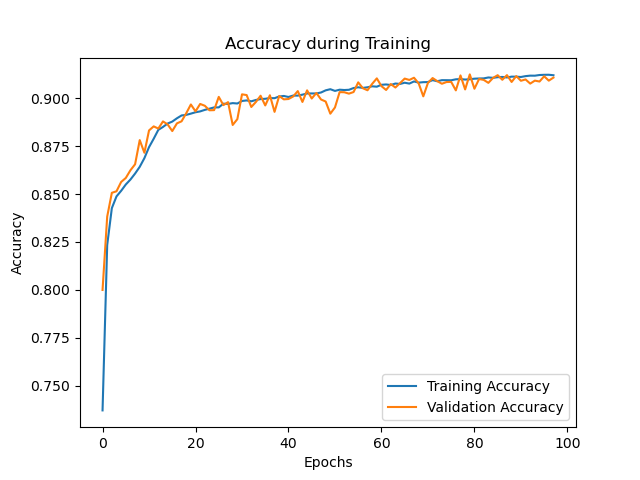 Accuracy during Training
0.900
0.875
0.850
0.825
0.800
0.775
0.750
Accuracy
0
20
40
60
80
100
Epochs
Training Accuracy
Validation Accuracy